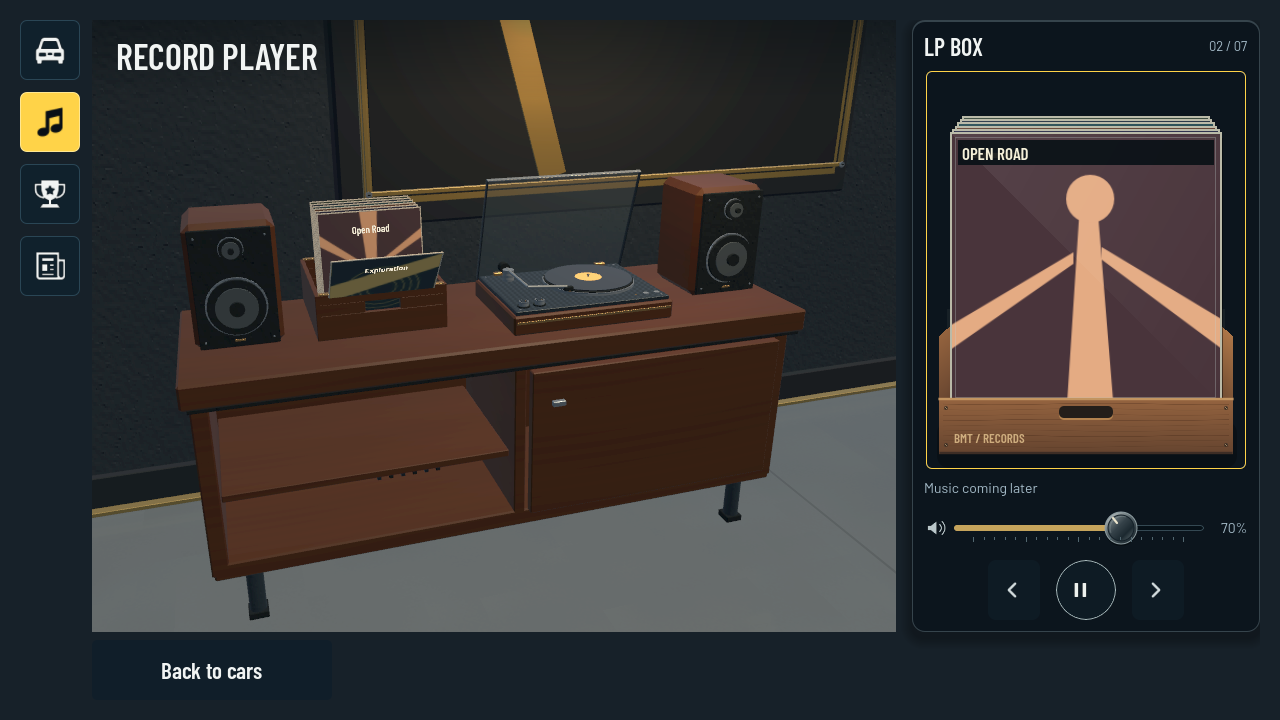 RECORD PLAYER
Open Road
Exploration
LP BOX
02 / 07
OPEN ROAD
BMT / RECORDS
Music coming later
70%
Back to cars